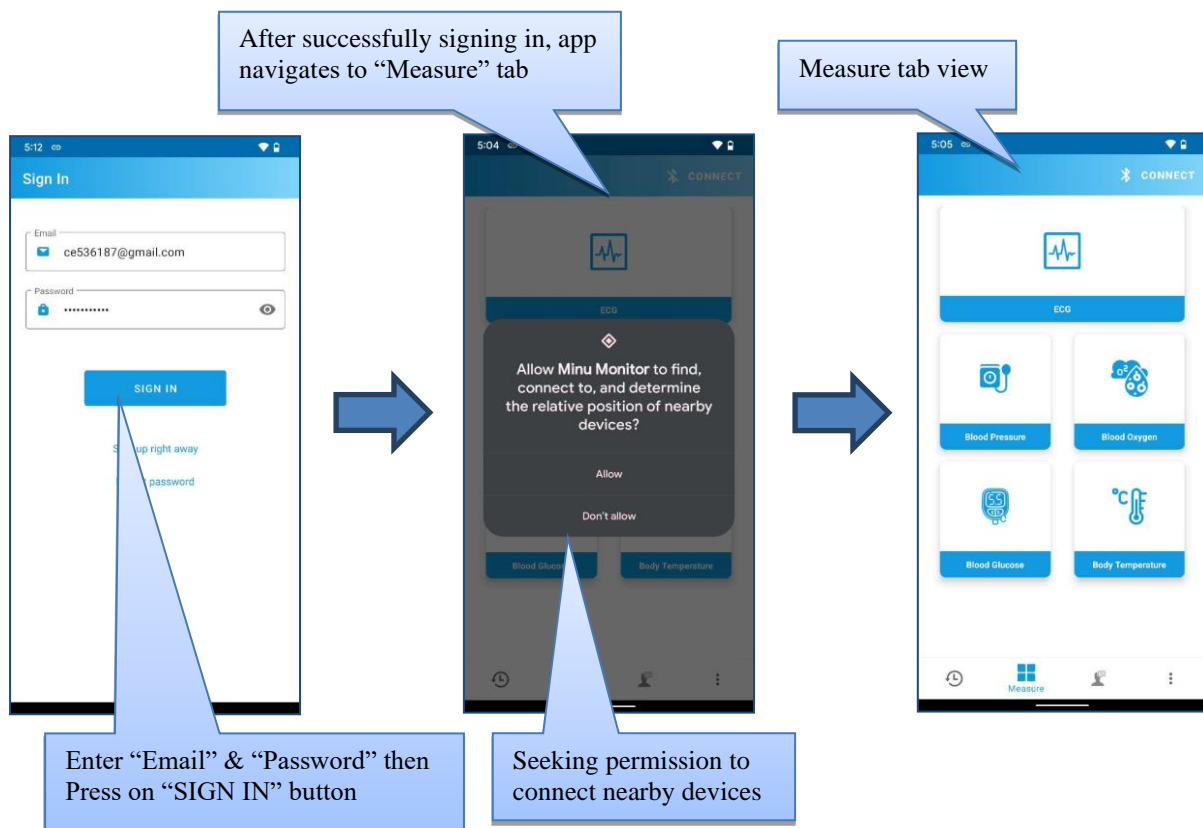 After successfully signing in, app
navigates to “Measure” tab
Measure tab view
5:12
Sign In
Email
ce536187@gmail.com
Password
SIGN IN
up right away
password
Enter “Email” & “Password” then
Press on “SIGN IN” button
5:04
CONNECT
ECG
Allow Minu Monitor to find,
connect to, and determine
the relative position of nearby
devices?
Allow
Don't allow
Blood Glucose
Body Temperature
Seeking permission to
connect nearby devices
5:05
CONNECT
ECG
Blood Pressure
Blood Oxygen
Blood Glucose
°C
Body Temperature
Measure